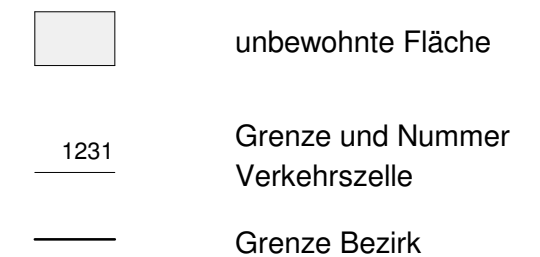 unbewohnte Fläche
1231
Grenze und Nummer
Verkehrszelle
Grenze Bezirk